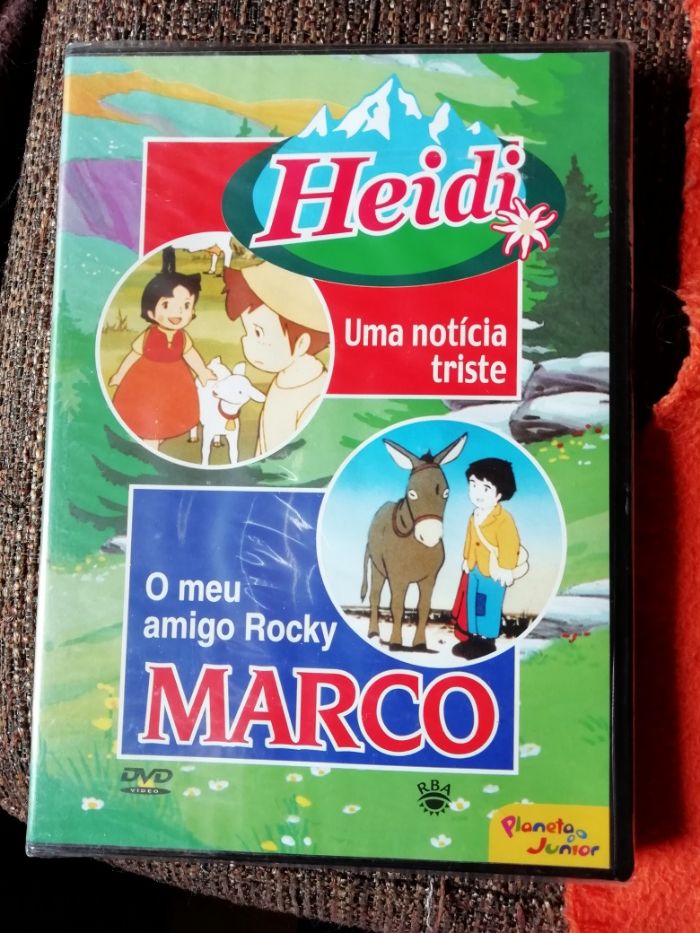 Heidi
Uma notícia
triste
O meu
amigo Rocky
MARCO
DVD
VIDEO
RBA
Planeta
Junior